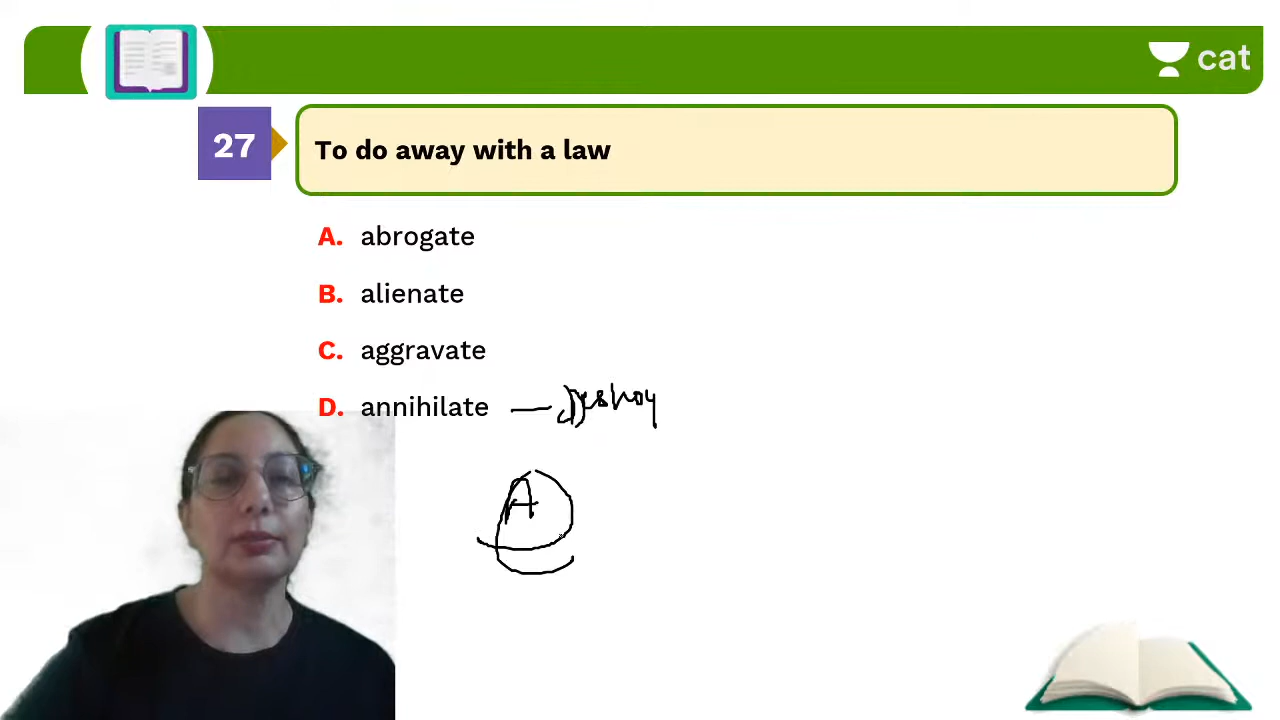 cat
27
To do away with a law
A. abrogate
B. alienate
C. aggravate
D. annihilate — destroy
A